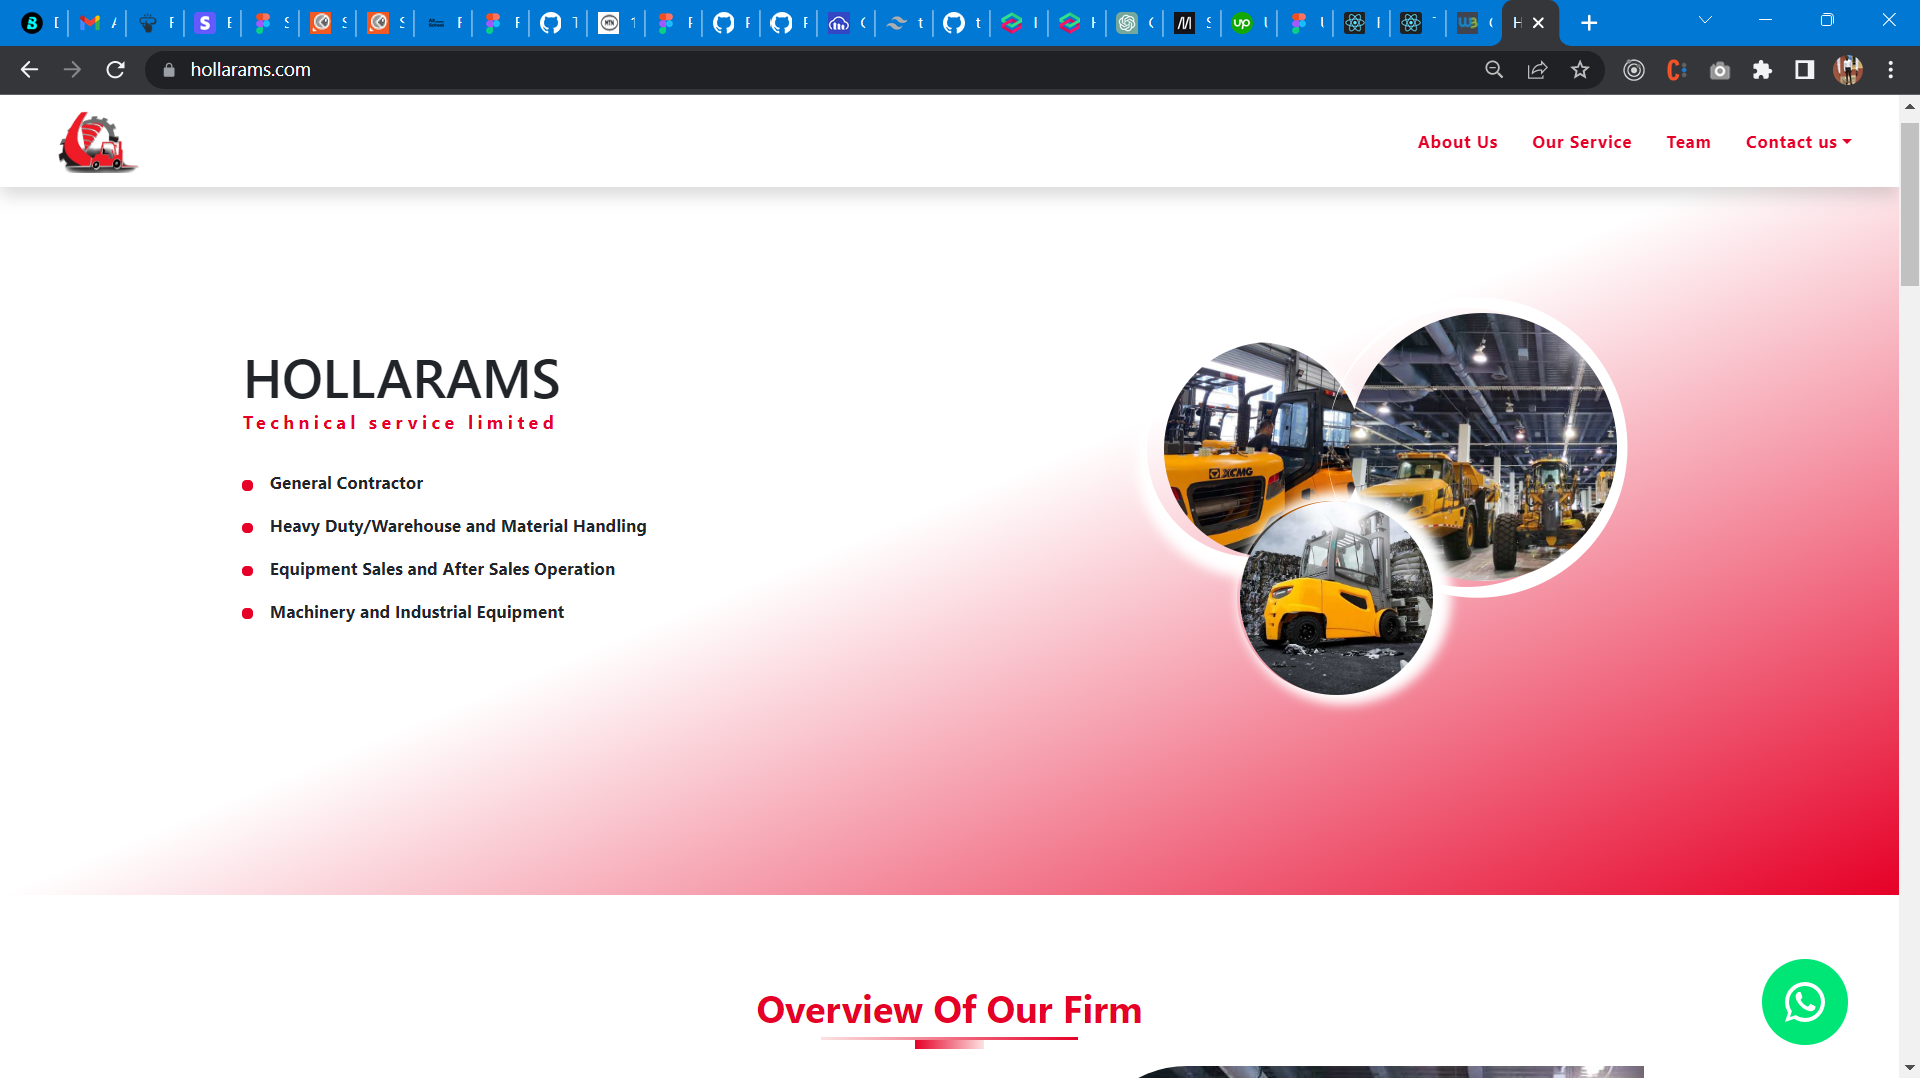 hollarams.com
About Us
Our Service
Team
Contact us
HOLLARAMS
Technical service limited
General Contractor
Heavy Duty/Warehouse and Material Handling
Equipment Sales and After Sales Operation
Machinery and Industrial Equipment
XCMG
Overview Of Our Firm